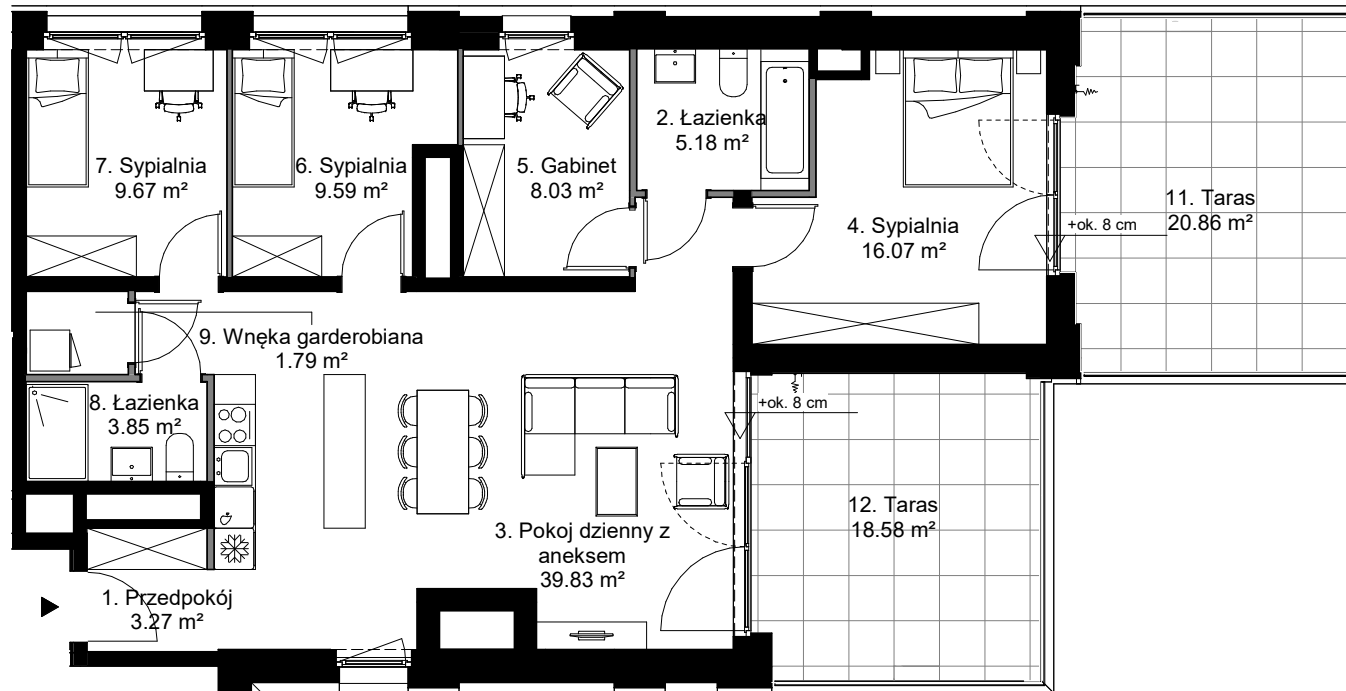 7. Sypialnia
9.67 m²
6. Sypialnia
9.59 m²
5. Gabinet
8.03 m²
2. Łazienka
5.18 m²
4. Sypialnia
16.07 m²
+ok. 8 cm
11. Taras
20.86 m²
9. Wnęka garderobiana
1.79 m²
8. Łazienka
3.85 m²
+ok. 8 cm
3. Pokoj dzienny z
aneksem
39.83 m²
12. Taras
18.58 m²
1. Przedpokój
3.27 m²